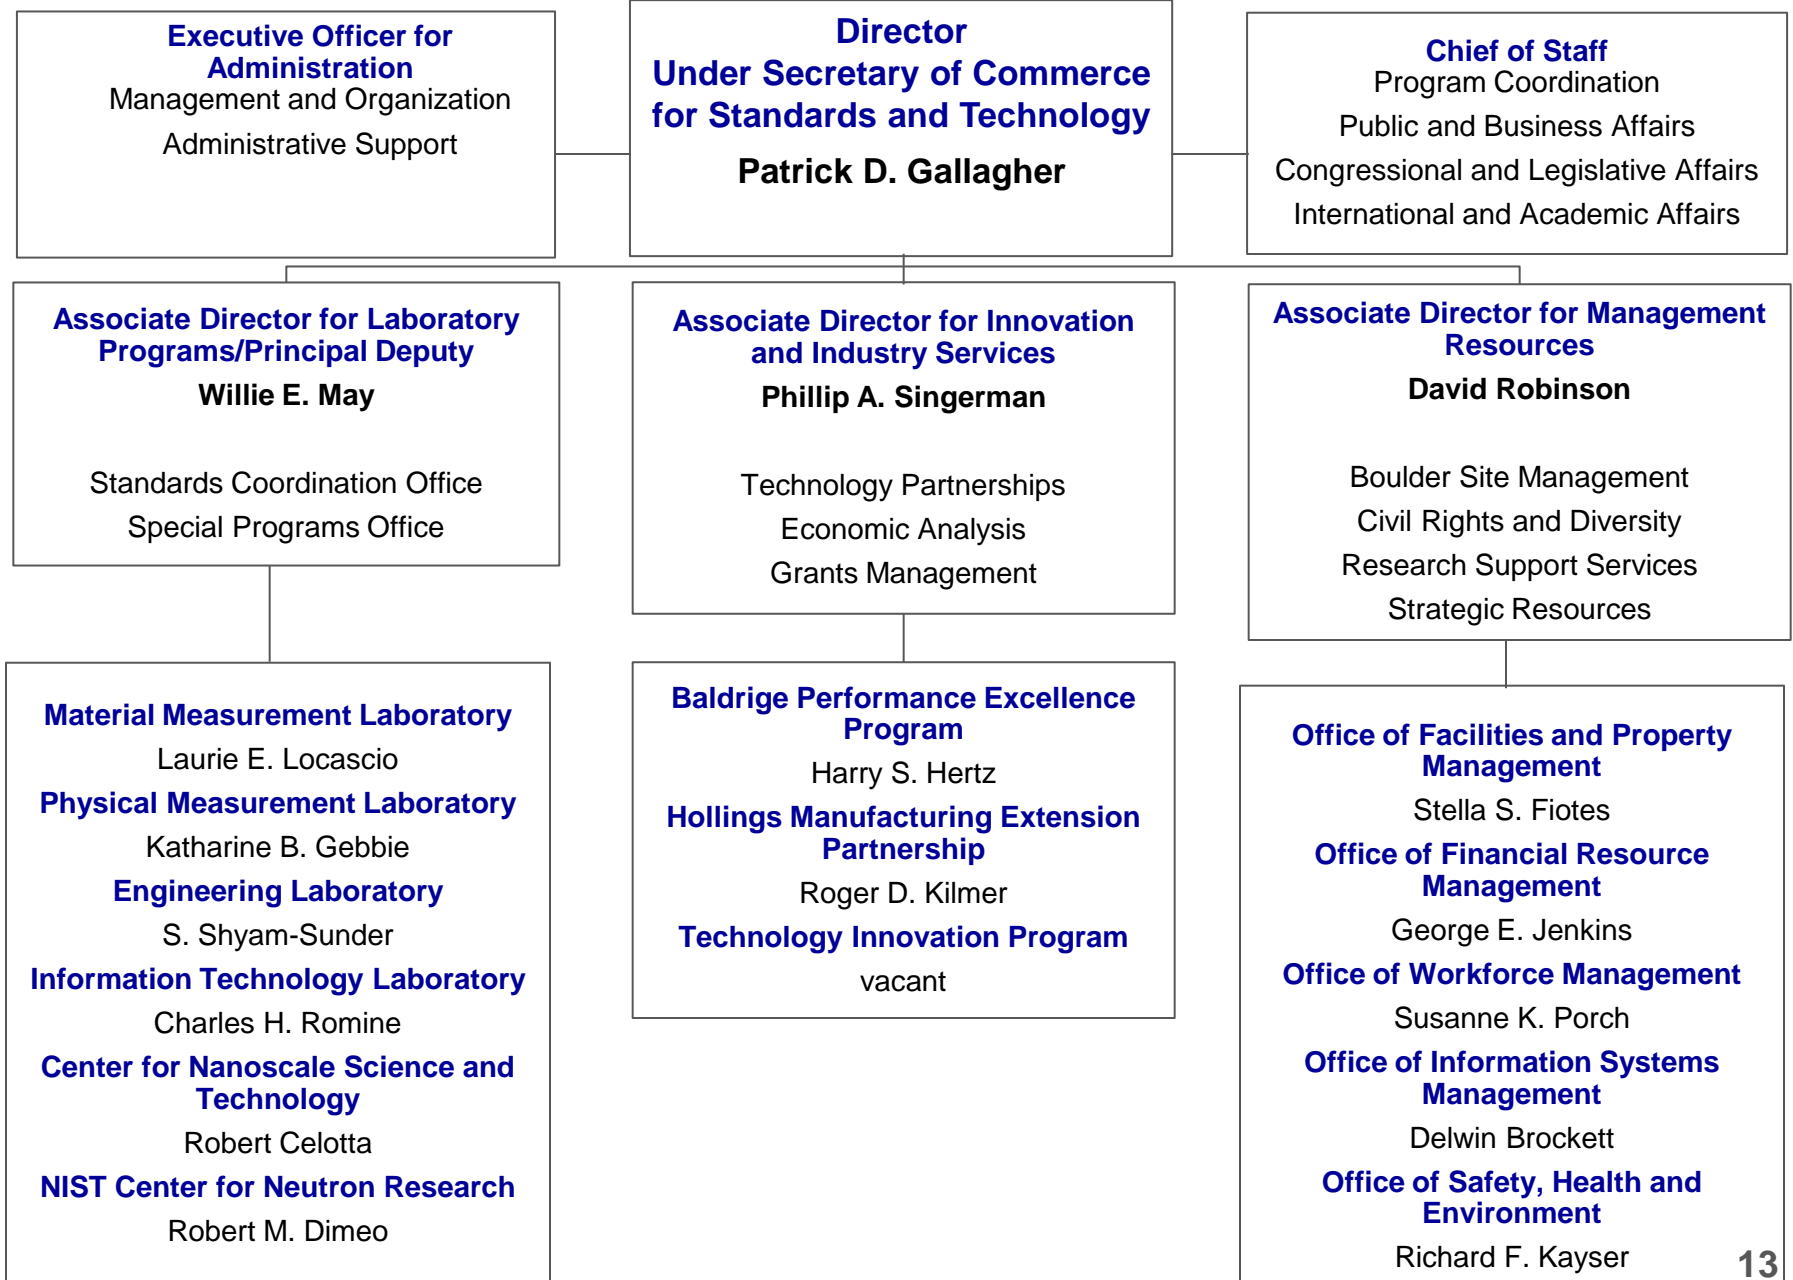 Executive Officer for
Administration
Management and Organization
Administrative Support
Director
Under Secretary of Commerce
for Standards and Technology
Patrick D. Gallagher
Chief of Staff
Program Coordination
Public and Business Affairs
Congressional and Legislative Affairs
International and Academic Affairs
Associate Director for Laboratory
Programs/Principal Deputy
Willie E. May
Standards Coordination Office
Special Programs Office
Associate Director for Innovation
and Industry Services
Phillip A. Singerman
Technology Partnerships
Economic Analysis
Grants Management
Associate Director for Management
Resources
David Robinson
Boulder Site Management
Civil Rights and Diversity
Research Support Services
Strategic Resources
Material Measurement Laboratory
Laurie E. Locascio
Physical Measurement Laboratory
Katharine B. Gebbie
Engineering Laboratory
S. Shyam-Sunder
Information Technology Laboratory
Charles H. Romine
Center for Nanoscale Science and
Technology
Robert Celotta
NIST Center for Neutron Research
Robert M. Dimeo
Baldrige Performance Excellence
Program
Harry S. Hertz
Hollings Manufacturing Extension
Partnership
Roger D. Kilmer
Technology Innovation Program
vacant
Office of Facilities and Property
Management
Stella S. Fiotes
Office of Financial Resource
Management
George E. Jenkins
Office of Workforce Management
Susanne K. Porch
Office of Information Systems
Management
Delwin Brockett
Office of Safety, Health and
Environment
Richard F. Kayser
13